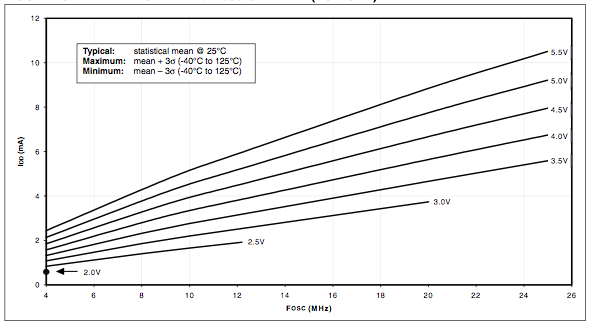 12
10
8
6
4
2
0
IDD (mA)
Typical: statistical mean @ 25°C
Maximum: mean + 3σ (-40°C to 125°C)
Minimum: mean – 3σ (-40°C to 125°C)
5.5V
5.0V
4.5V
4.0V
3.5V
3.0V
2.5V
2.0V
4 6 8 10 12 14 16 18 20 22 24 26
FOSC (MHz)